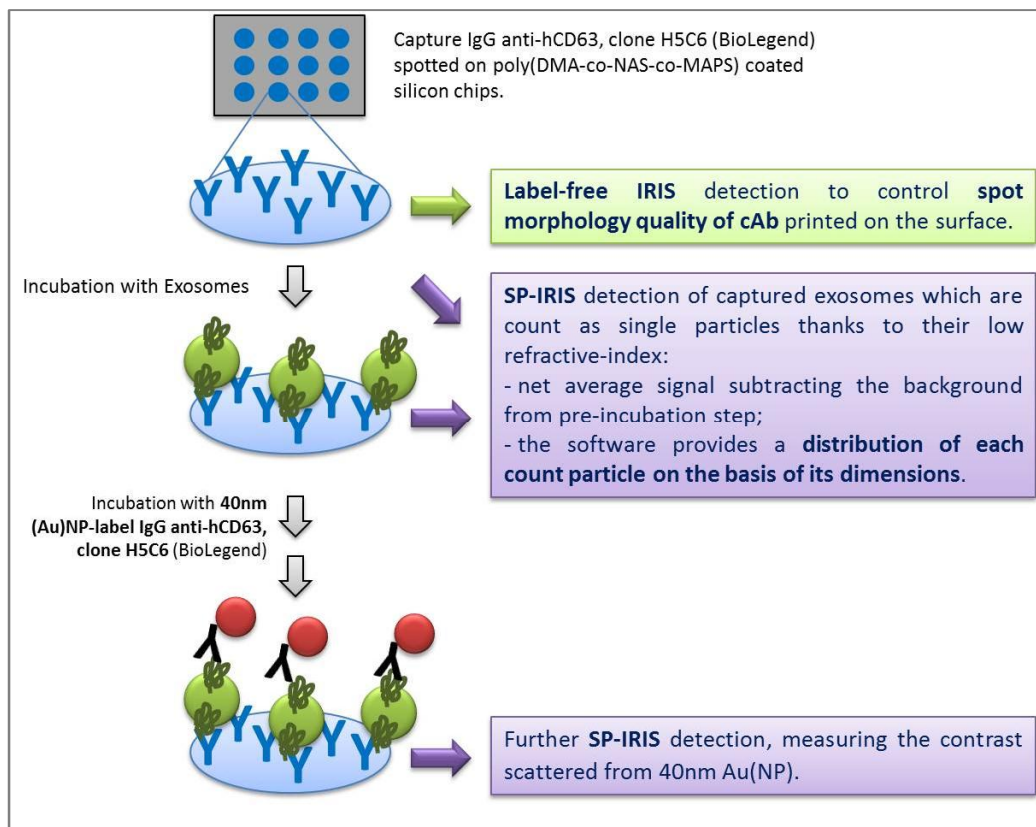 Capture IgG anti-hCD63, clone H5C6 (BioLegend)
spotted on poly(DMA-co-NAS-co-MAPS) coated
silicon chips.
Label-free IRIS detection to control spot
morphology quality of cAb printed on the surface.
Incubation with Exosomes
SP-IRIS detection of captured exosomes which are
count as single particles thanks to their low
refractive-index:
- net average signal subtracting the background
from pre-incubation step;
- the software provides a distribution of each
count particle on the basis of its dimensions.
Incubation with 40nm
(Au)NP-label IgG anti-hCD63,
clone H5C6 (BioLegend)
Further SP-IRIS detection, measuring the contrast
scattered from 40nm Au(NP).